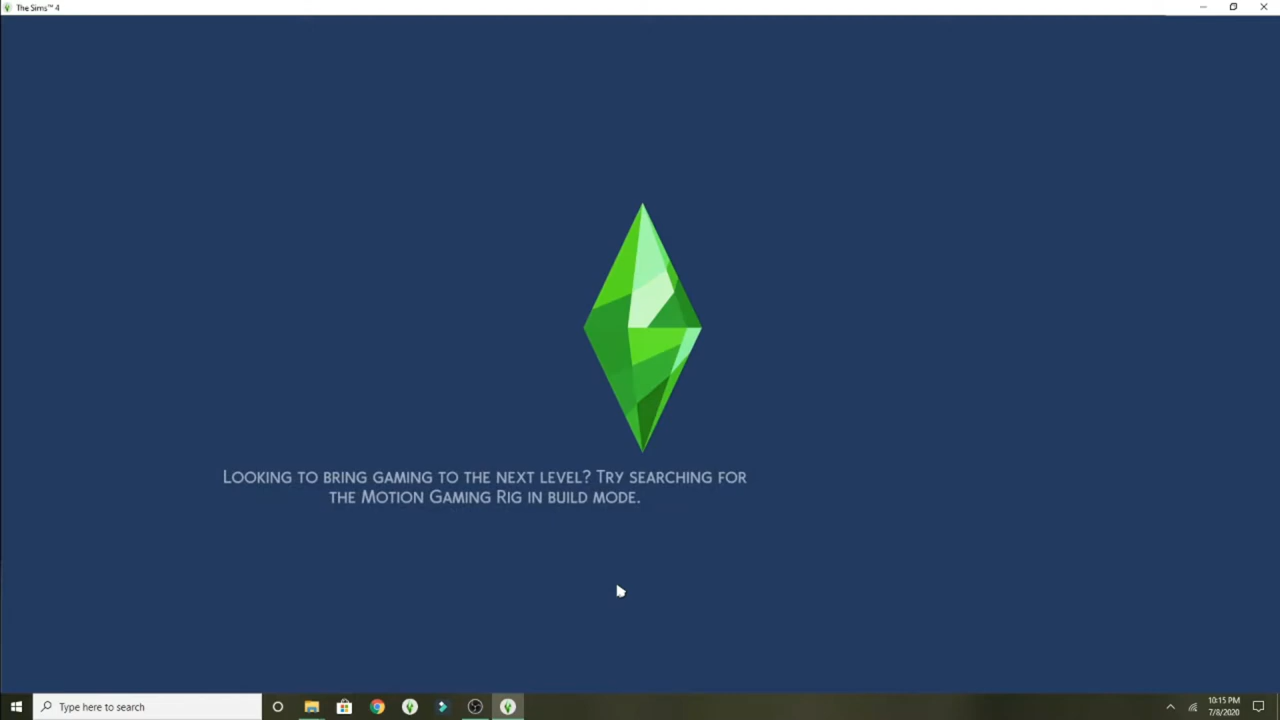 The Sims™ 4
LOOKING TO BRING GAMING TO THE NEXT LEVEL? TRY SEARCHING FOR
THE MOTION GAMING RIG IN BUILD MODE.
Type here to search
10:15 PM
7/8/2020